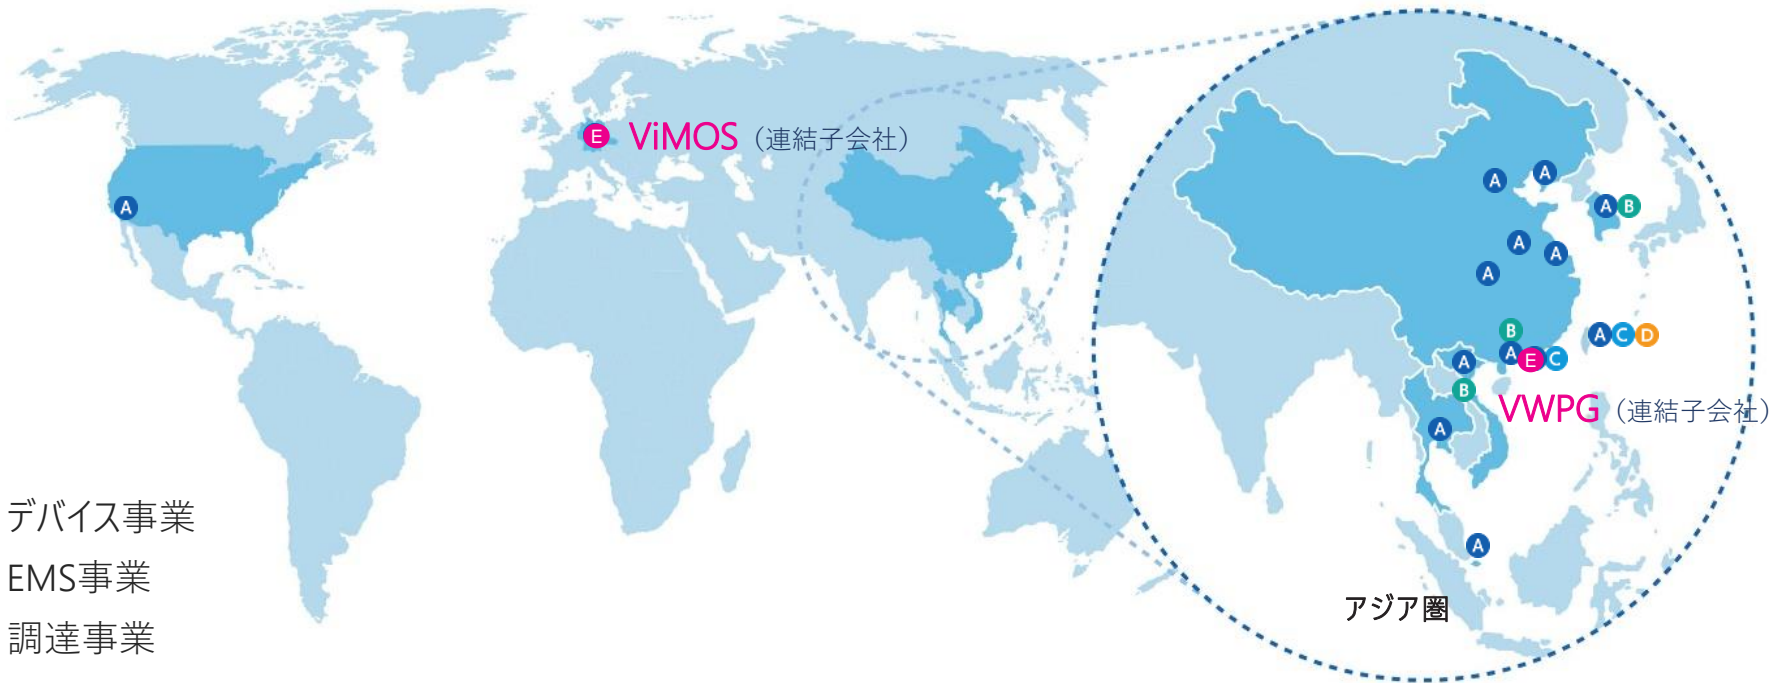 E ViMOS（連結子会社）
A
A
A
A B
A
A
A
B
A C D
A E C
A
B
VWPG（連結子会社）
A
A
アジア圏
デバイス事業
EMS事業
調達事業